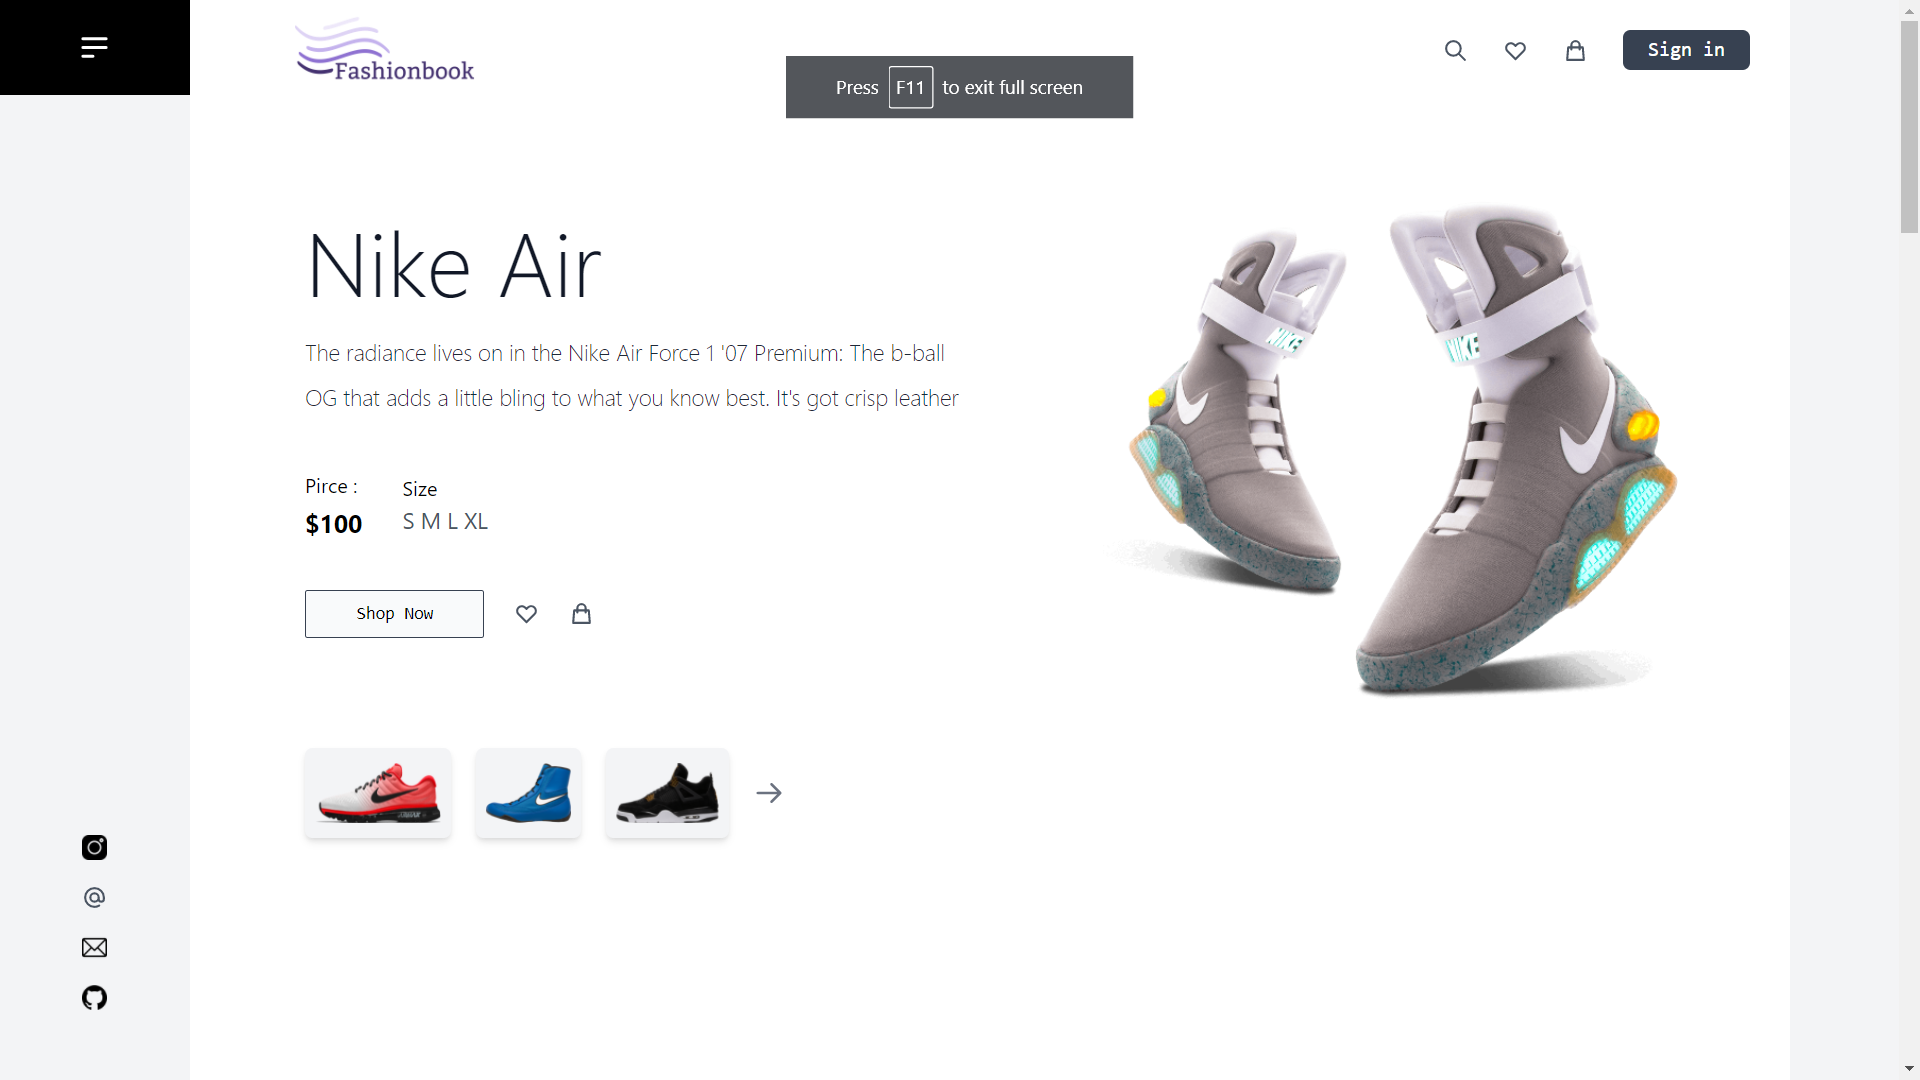 Fashionbook
Sign in
Press F11 to exit full screen
Nike Air
The radiance lives on in the Nike Air Force 1 '07 Premium: The b-ball
OG that adds a little bling to what you know best. It's got crisp leather
Pirce :
Size
$100
S M L XL
Shop Now
NIKE
NIKE